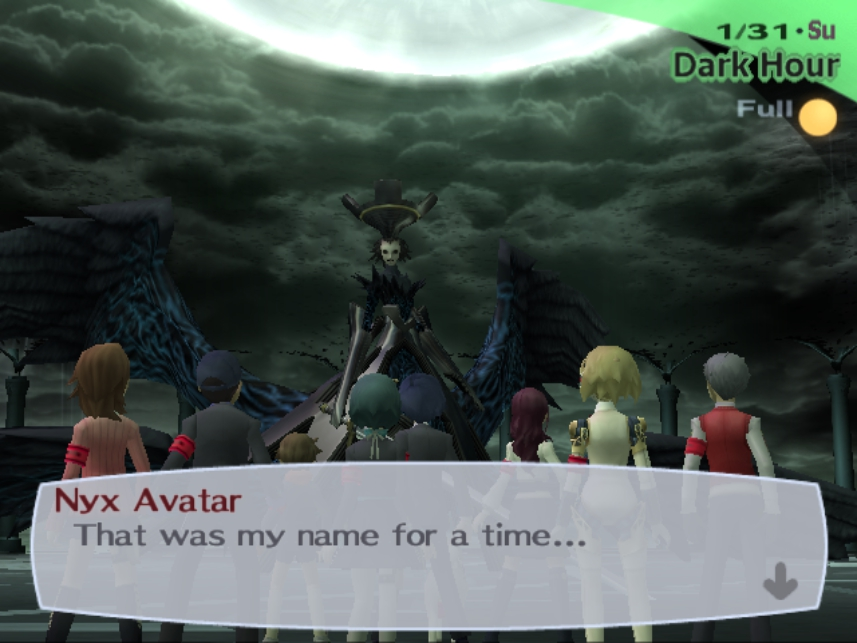 1/31・Su
Dark Hour
Full
Nyx Avatar
That was my name for a time...